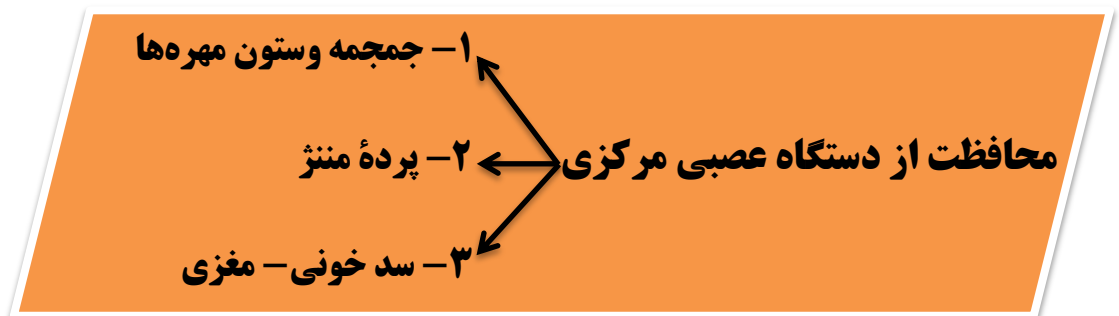 محافظت از دستگاه عصبی مرکزی
۱- جمجمه وستون مهره‌ها
۲- پردهٔ مننژ
۳- سد خونی- مغزی